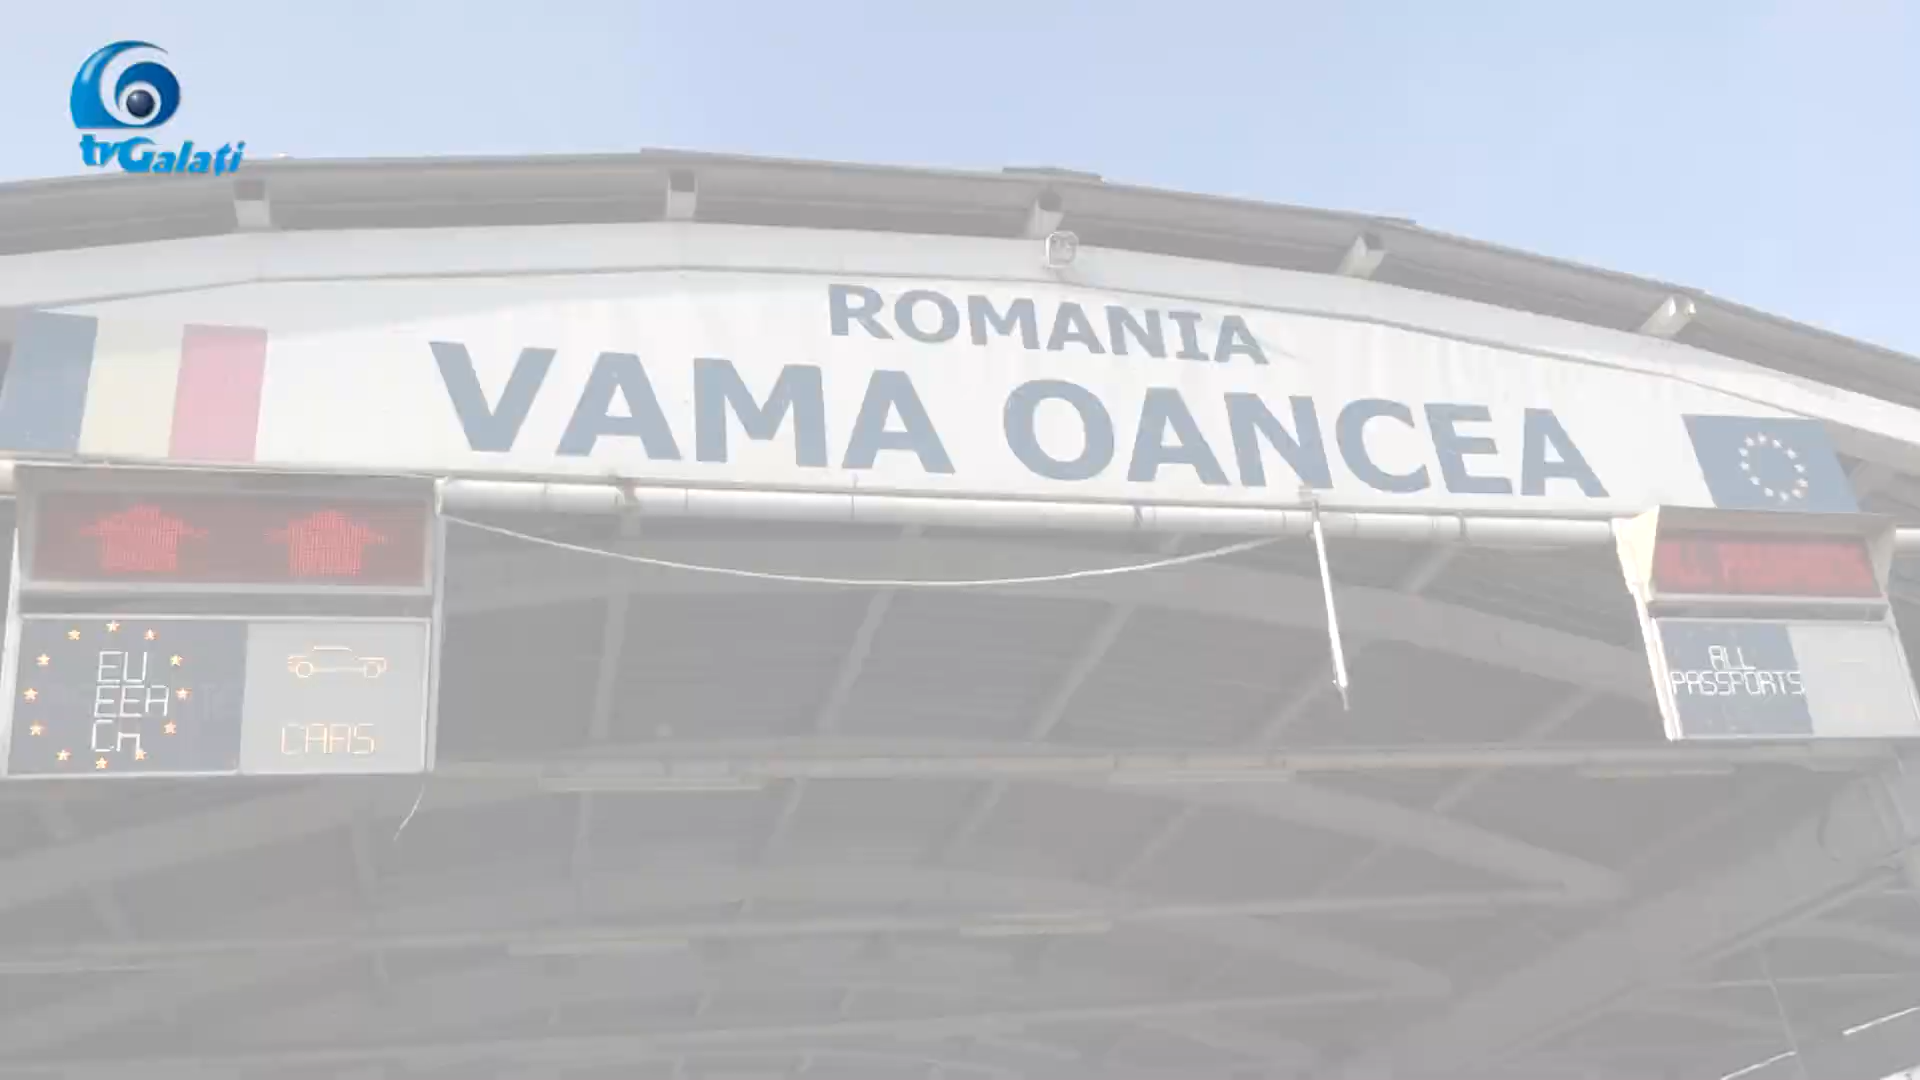 tvGalați
ROMANIA
VAMA OANCEA
EU
EEA
CH
CARS
ALL
PASSPORTS